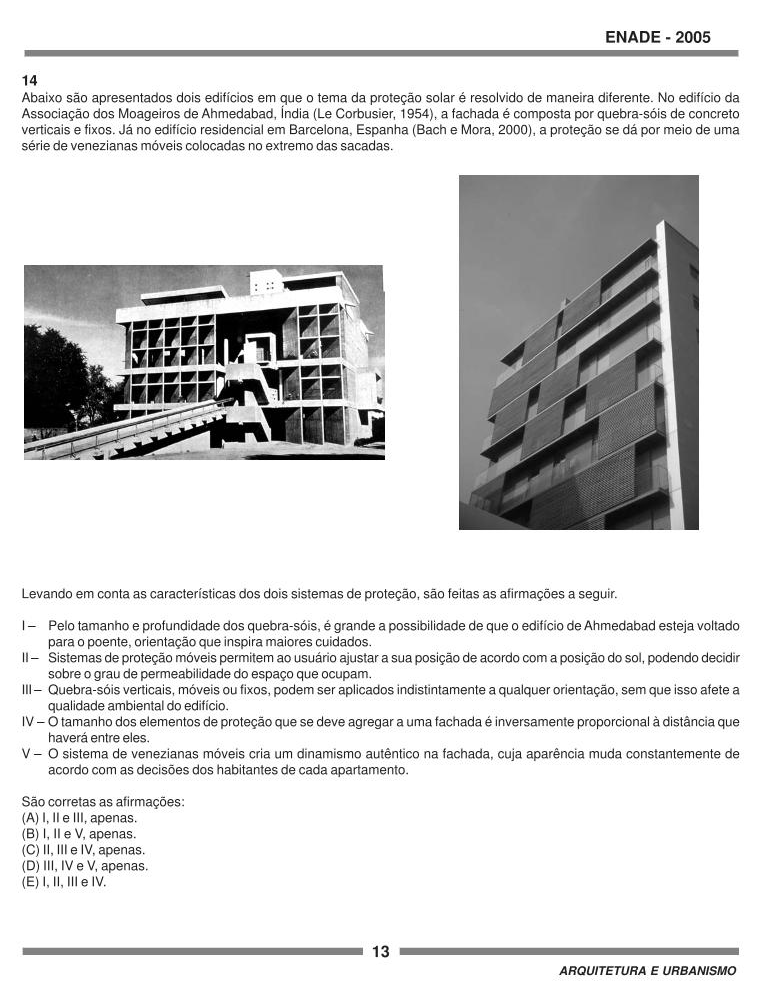 ENADE - 2005
14
Abaixo são apresentados dois edifícios em que o tema da proteção solar é resolvido de maneira diferente. No edifício da
Associação dos Moageiros de Ahmedabad, Índia (Le Corbusier, 1954), a fachada é composta por quebra-sóis de concreto
verticais e fixos. Já no edifício residencial em Barcelona, Espanha (Bach e Mora, 2000), a proteção se dá por meio de uma
série de venezianas móveis colocadas no extremo das sacadas.
Levando em conta as características dos dois sistemas de proteção, são feitas as afirmações a seguir.
I – Pelo tamanho e profundidade dos quebra-sóis, é grande a possibilidade de que o edifício de Ahmedabad esteja voltado
para o poente, orientação que inspira maiores cuidados.
II – Sistemas de proteção móveis permitem ao usuário ajustar a sua posição de acordo com a posição do sol, podendo decidir
sobre o grau de permeabilidade do espaço que ocupam.
III – Quebra-sóis verticais, móveis ou fixos, podem ser aplicados indistintamente a qualquer orientação, sem que isso afete a
qualidade ambiental do edifício.
IV – O tamanho dos elementos de proteção que se deve agregar a uma fachada é inversamente proporcional à distância que
haverá entre eles.
V – O sistema de venezianas móveis cria um dinamismo autêntico na fachada, cuja aparência muda constantemente de
acordo com as decisões dos habitantes de cada apartamento.
São corretas as afirmações:
(A) I, II e III, apenas.
(B) I, II e V, apenas.
(C) II, III e IV, apenas.
(D) III, IV e V, apenas.
(E) I, II, III e IV.
13
ARQUITETURA E URBANISMO